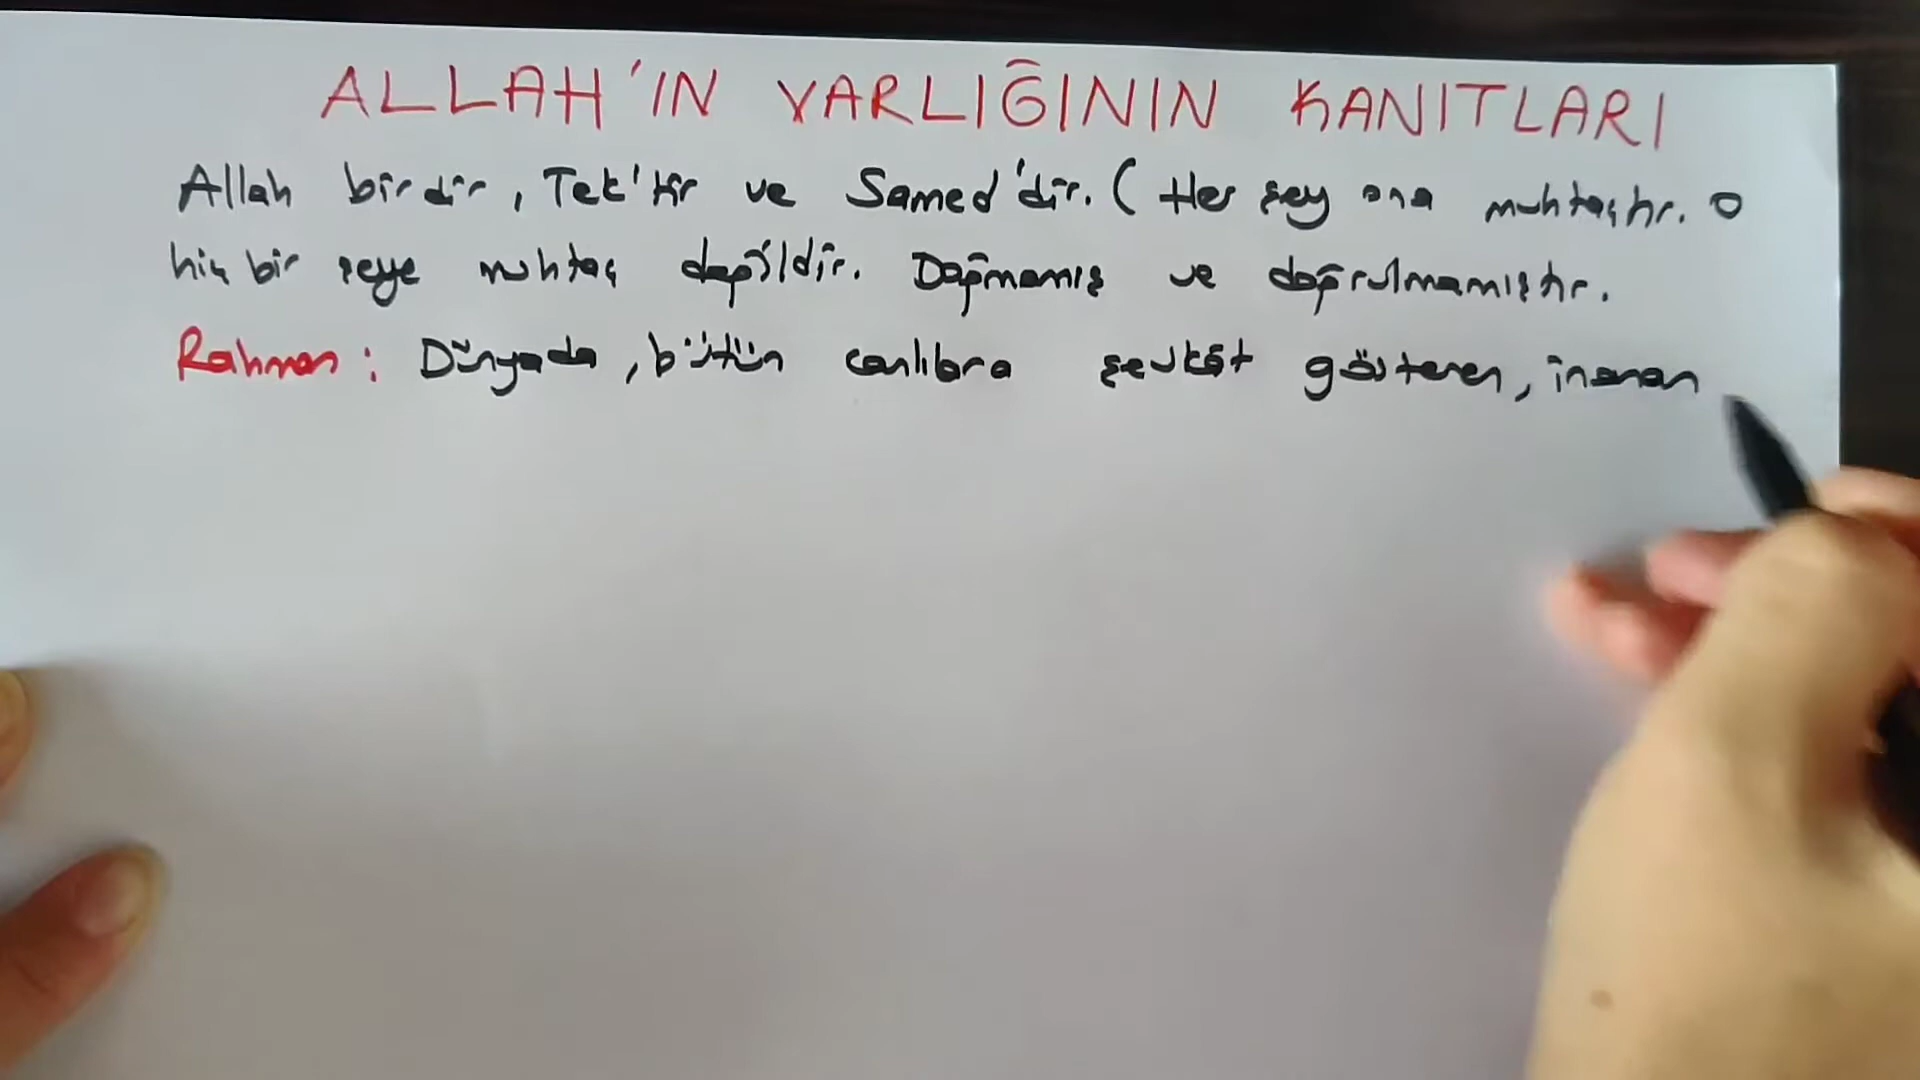 ALLAH'IN VARLIĞININ KANITLARI
Allah birdir, Tek'tir ve Samed'dir. (Her şey ona muhtaçtır. O
hiç bir şeye muhtaç değildir. Doğmamış ve doğrulmamıştır.
Rahman: Dünyada, bütün canlılara şevkat gösteren, inanan